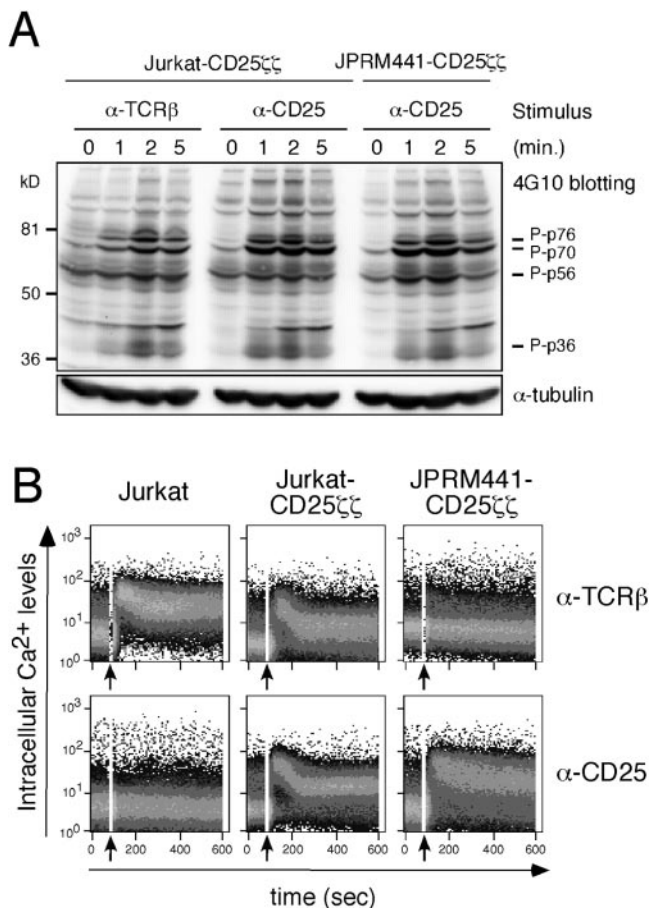 A
Jurkat-CD25ζζ JPRM441-CD25ζζ
α-TCRβ α-CD25 α-CD25 Stimulus
0 1 2 5 0 1 2 5 0 1 2 5 (min.)
kD 4G10 blotting
81 P-p76
P-p70
P-p56
50
36 P-p36
α-tubulin
B
Jurkat Jurkat-CD25ζζ JPRM441-CD25ζζ
Intracellular Ca2+ levels
10³
10²
10¹
10⁰
α-TCRβ
10³
10²
10¹
10⁰
α-CD25
0 200 400 600 0 200 400 600 0 200 400 600
time (sec)